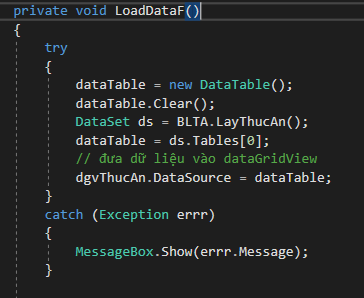 private void LoadDataF()
{
try
{
dataTable = new DataTable();
dataTable.Clear();
DataSet ds = BLTA.LayThucAn();
dataTable = ds.Tables[0];
// đưa dữ liệu vào dataGridView
dgvThucAn.DataSource = dataTable;
}
catch (Exception errr)
{
MessageBox.Show(errr.Message);
}